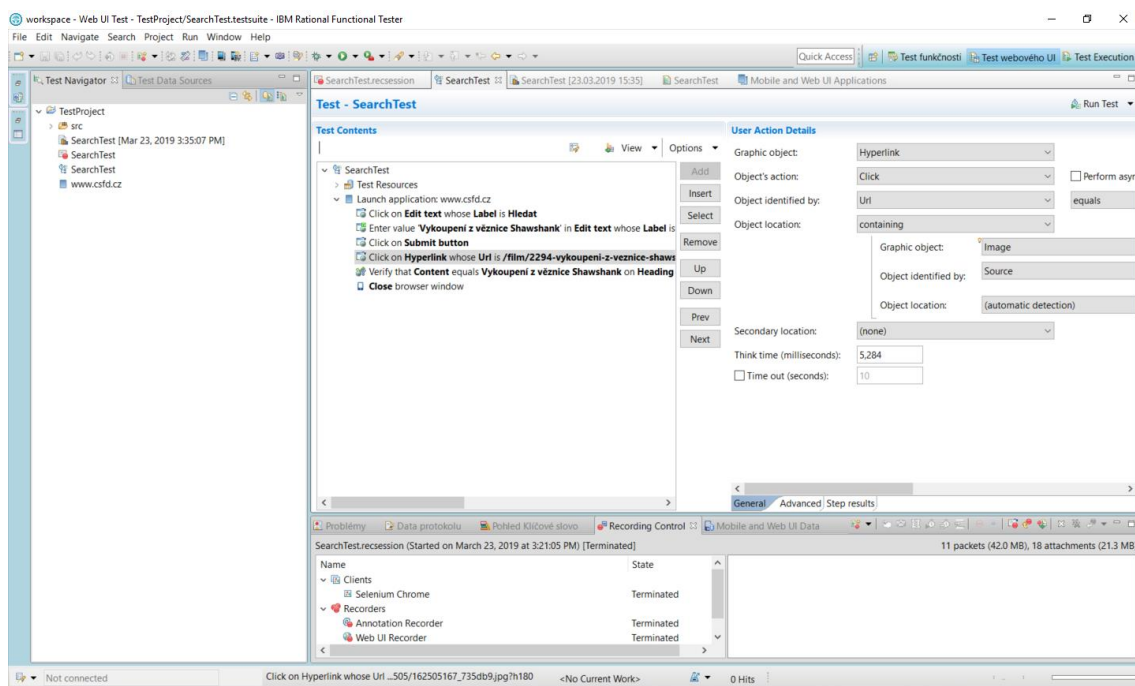 workspace - Web UI Test - TestProject/SearchTest.testsuite - IBM Rational Functional Tester
File Edit Navigate Search Project Run Window Help
Quick Access Test funkčnosti Test webového UI Test Execution
Test Navigator Test Data Sources
TestProject
src
SearchTest [Mar 23, 2019 3:35:07 PM]
SearchTest
SearchTest
www.csfd.cz
SearchTest.recsession SearchTest SearchTest [23.03.2019 15:35] SearchTest Mobile and Web UI Applications
Test - SearchTest
Run Test
Test Contents
View Options
SearchTest
Test Resources
Launch application: www.csfd.cz
Click on Edit text whose Label is Hledat
Enter value 'Vykoupení z věznice Shawshank' in Edit text whose Label is
Click on Submit button
Click on Hyperlink whose Url is /film/2294-vykoupeni-z-veznice-shaws
Verify that Content equals Vykoupení z věznice Shawshank on Heading
Close browser window
Add
Insert
Select
Remove
Up
Down
Prev
Next
User Action Details
Graphic object: Hyperlink
Object's action: Click Perform asyn
Object identified by: Url equals
Object location: containing
Graphic object: Image
Object identified by: Source
Object location: (automatic detection)
Secondary location: (none)
Think time (milliseconds): 5,284
Time out (seconds): 10
General Advanced Step results
Problémy Data protokolu Pohled Klíčové slovo Recording Control Mobile and Web UI Data
SearchTest.recsession (Started on March 23, 2019 at 3:21:05 PM) [Terminated] 11 packets (42.0 MB), 18 attachments (21.3 MB
Name State
Clients
Selenium Chrome Terminated
Recorders
Annotation Recorder Terminated
Web UI Recorder Terminated
Not connected Click on Hyperlink whose Url ...505/162505167_735db9.jpg?h180 <No Current Work> 0 Hits